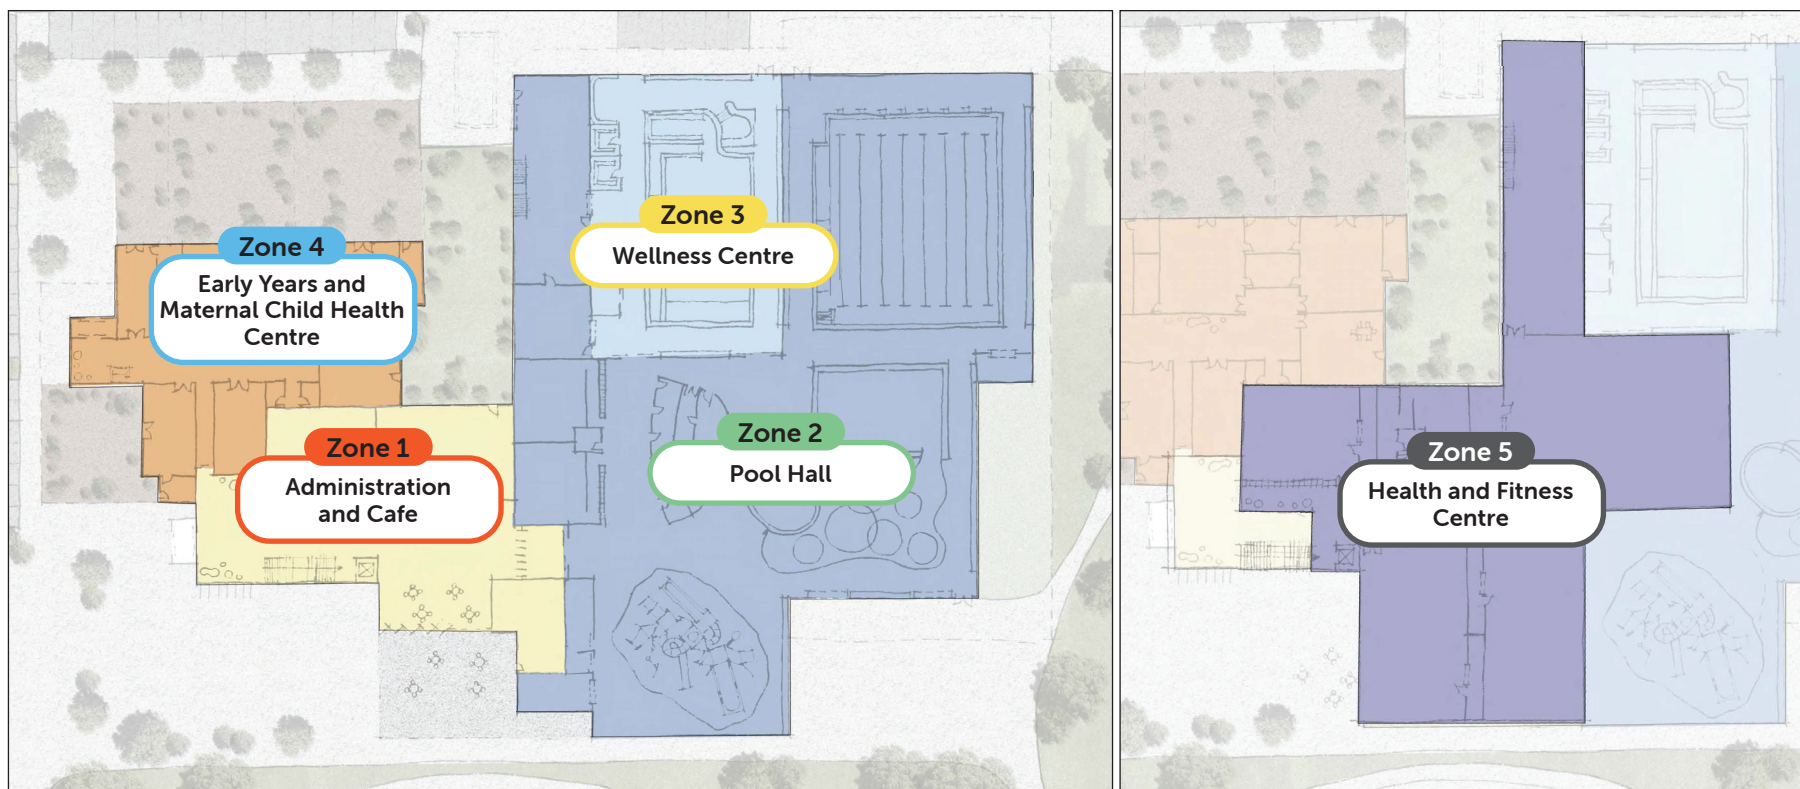 Zone 3
Wellness Centre
Zone 4
Early Years and
Maternal Child Health
Centre
Zone 2
Pool Hall
Zone 1
Administration
and Cafe
Zone 5
Health and Fitness
Centre